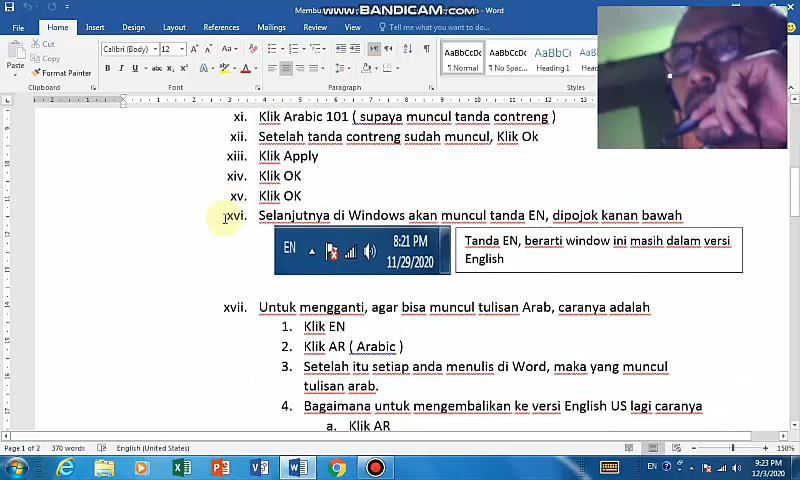 Membu
- Word
www.BANDICAM.com
File
Home
Insert
Draw
Design
Layout
References
Mailings
Review
View
ABOUT
Tell me what you want to do...
Paste
Cut
Copy
Format Painter
Clipboard
Calibri (Body)
12
Font
Paragraph
AaBbCcDc
¶ Normal
AaBbCcDc
¶ No Spac...
AaBbCc
Heading 1
xi. Klik Arabic 101 ( supaya muncul tanda contreng )
xii. Setelah tanda contreng sudah muncul, Klik Ok
xiii. Klik Apply
xiv. Klik OK
xv. Klik OK
xvi. Selanjutnya di Windows akan muncul tanda EN, dipojok kanan bawah
EN
8:21 PM
11/29/2020
Tanda EN, berarti window ini masih dalam versi
English
xvii. Untuk mengganti, agar bisa muncul tulisan Arab, caranya adalah
1. Klik EN
2. Klik AR ( Arabic )
3. Setelah itu setiap anda menulis di Word, maka yang muncul
tulisan arab.
4. Bagaimana untuk mengembalikan ke versi English US lagi caranya
a. Klik AR
Page 1 of 2
370 words
English (United States)
150%
EN
9:23 PM
12/3/2020